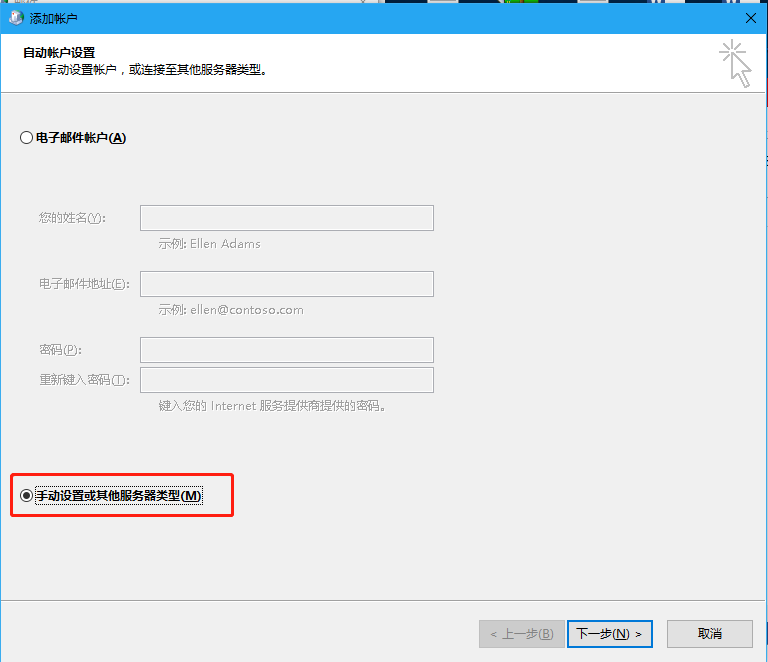 添加帐户
自动帐户设置
手动设置帐户，或连接至其他服务器类型。
电子邮件帐户(A)
您的姓名(Y):
示例: Ellen Adams
电子邮件地址(E):
示例: ellen@contoso.com
密码(P):
重新键入密码(T):
键入您的 Internet 服务提供商提供的密码。
手动设置或其他服务器类型(M)
< 上一步(B) 下一步(N) > 取消